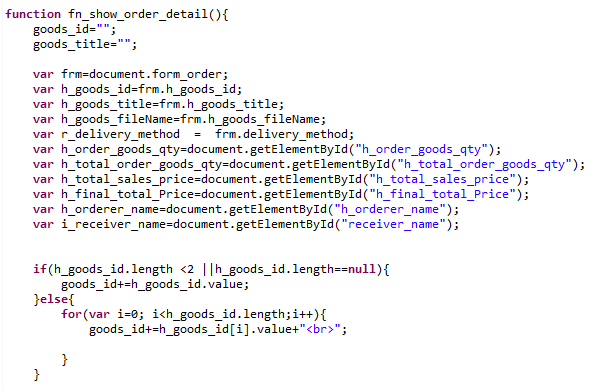 function fn_show_order_detail(){
goods_id="";
goods_title="";
var frm=document.form_order;
var h_goods_id=frm.h_goods_id;
var h_goods_title=frm.h_goods_title;
var h_goods_fileName=frm.h_goods_fileName;
var r_delivery_method  =  frm.delivery_method;
var h_order_goods_qty=document.getElementById("h_order_goods_qty");
var h_total_order_goods_qty=document.getElementById("h_total_order_goods_qty");
var h_total_sales_price=document.getElementById("h_total_sales_price");
var h_final_total_Price=document.getElementById("h_final_total_Price");
var h_orderer_name=document.getElementById("h_orderer_name");
var i_receiver_name=document.getElementById("receiver_name");
if(h_goods_id.length <2 ||h_goods_id.length==null){
goods_id+=h_goods_id.value;
}else{
for(var i=0; i<h_goods_id.length;i++){
goods_id+=h_goods_id[i].value+"<br>";
}
}